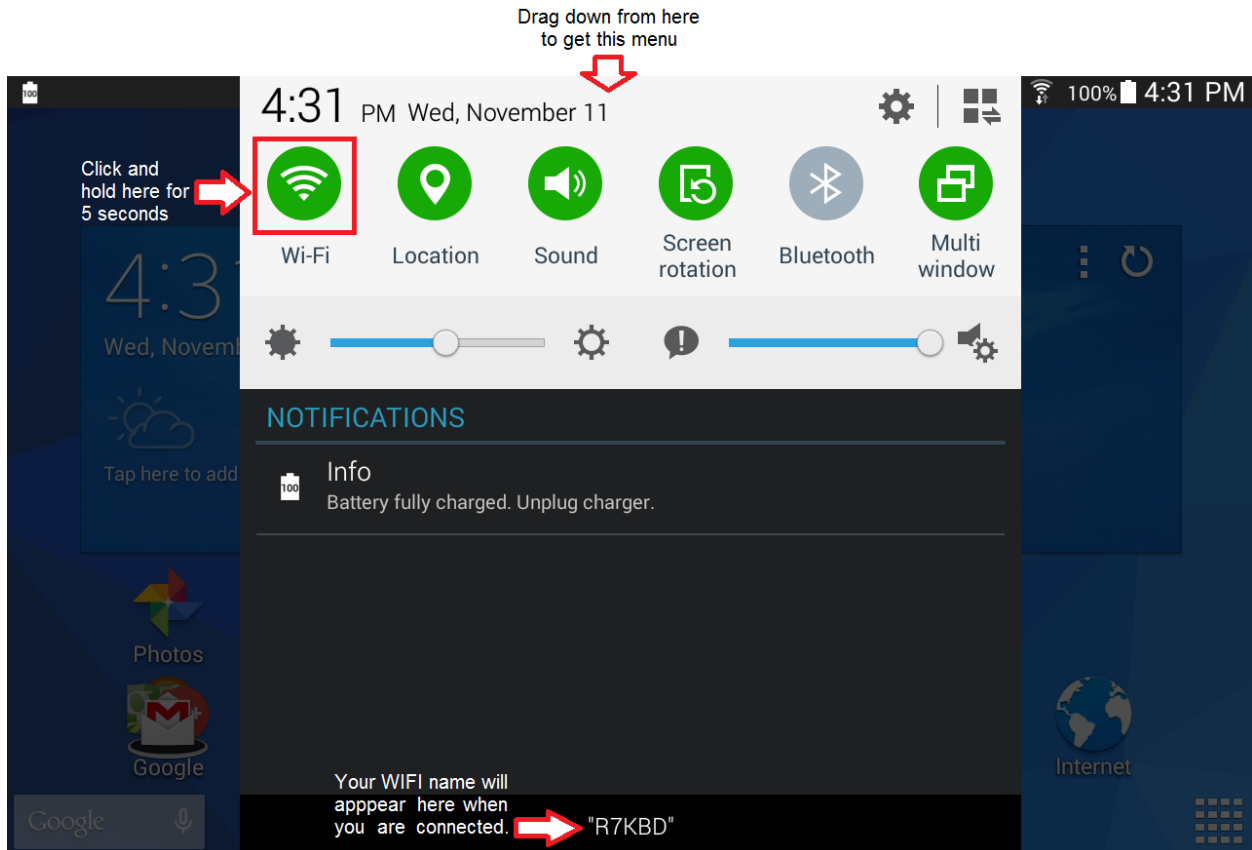 Drag down from here
to get this menu
100
4:31 PM Wed, November 11
100% 4:31 PM
Click and
hold here for
5 seconds
Wi-Fi
Location
Sound
Screen
rotation
Bluetooth
Multi
window
4:3
Wed, Novemb
Tap here to add
NOTIFICATIONS
100
Info
Battery fully charged. Unplug charger.
Photos
Google
Internet
Your WIFI name will
apppear here when
you are connected.
"R7KBD"
Google